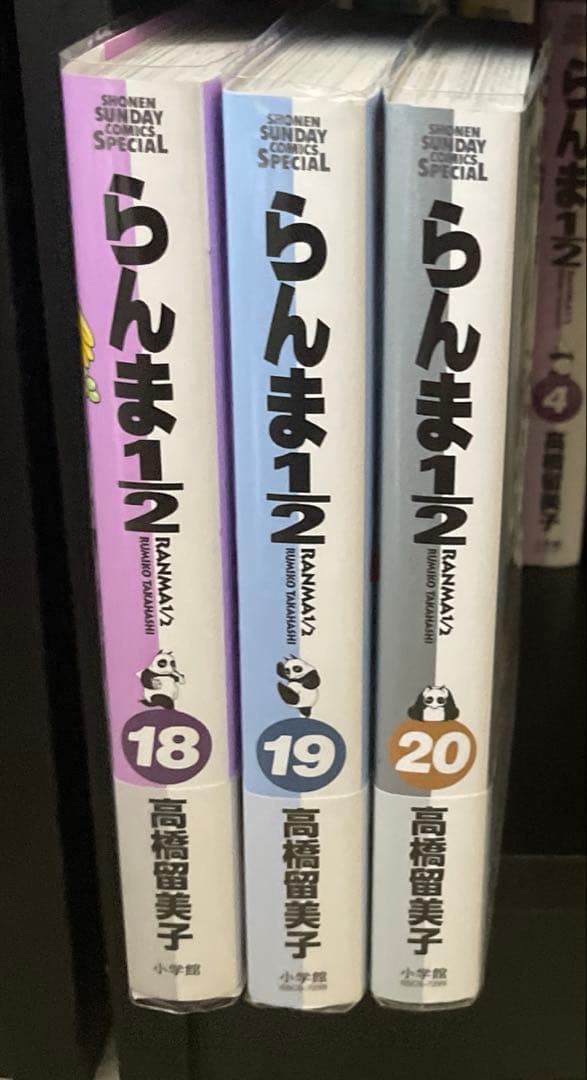 SHONEN
SUNDAY
COMICS
SPECIAL
らんま1/2
RANMA1/2
RUMIKO TAKAHASHI
18
高橋留美子
小学館
SHONEN
SUNDAY
COMICS
SPECIAL
らんま1/2
RANMA1/2
RUMIKO TAKAHASHI
19
高橋留美子
小学館
SHONEN
SUNDAY
COMICS
SPECIAL
らんま1/2
RANMA1/2
RUMIKO TAKAHASHI
20
高橋留美子
小学館
らんま1/2
4
高橋留美子